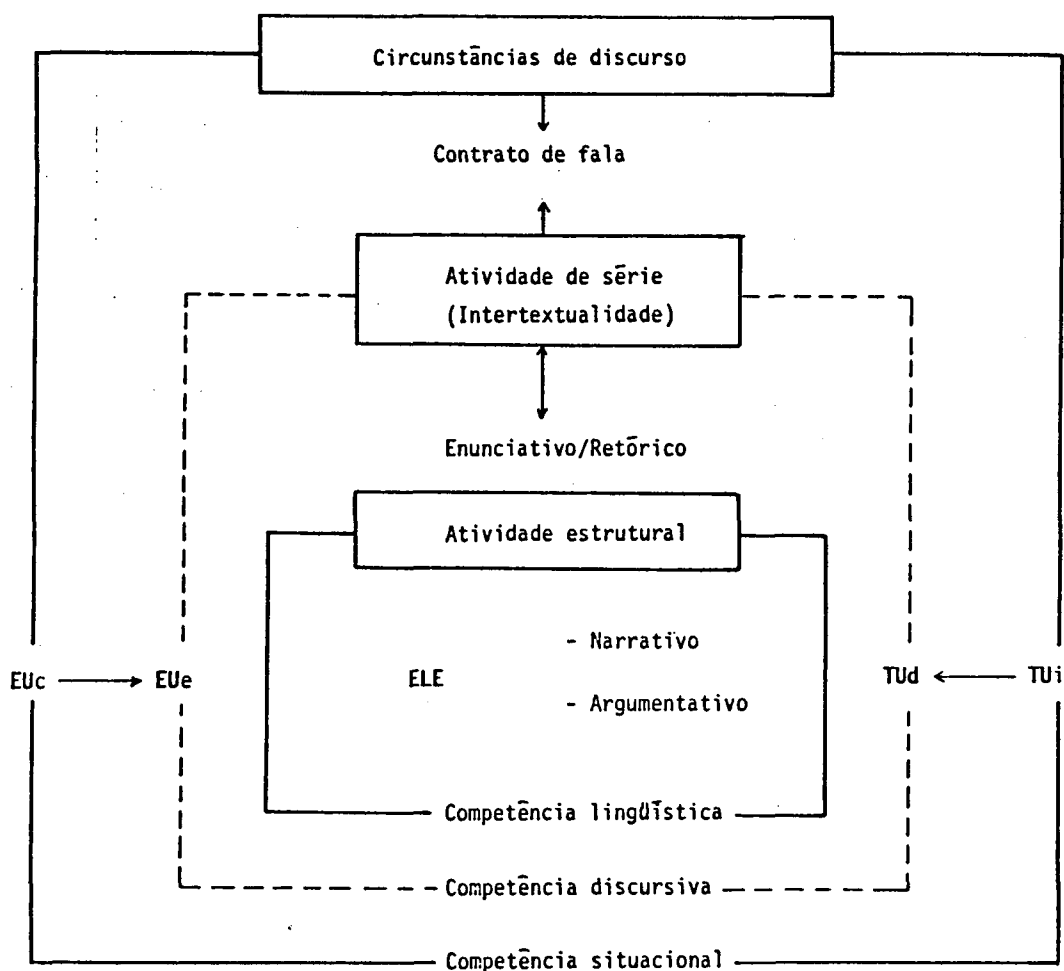 Circunstâncias de discurso
Contrato de fala
Atividade de série
(Intertextualidade)
Enunciativo/Retórico
Atividade estrutural
- Narrativo
EUc EUe ELE TUd TUi
- Argumentativo
Competência lingüística
Competência discursiva
Competência situacional